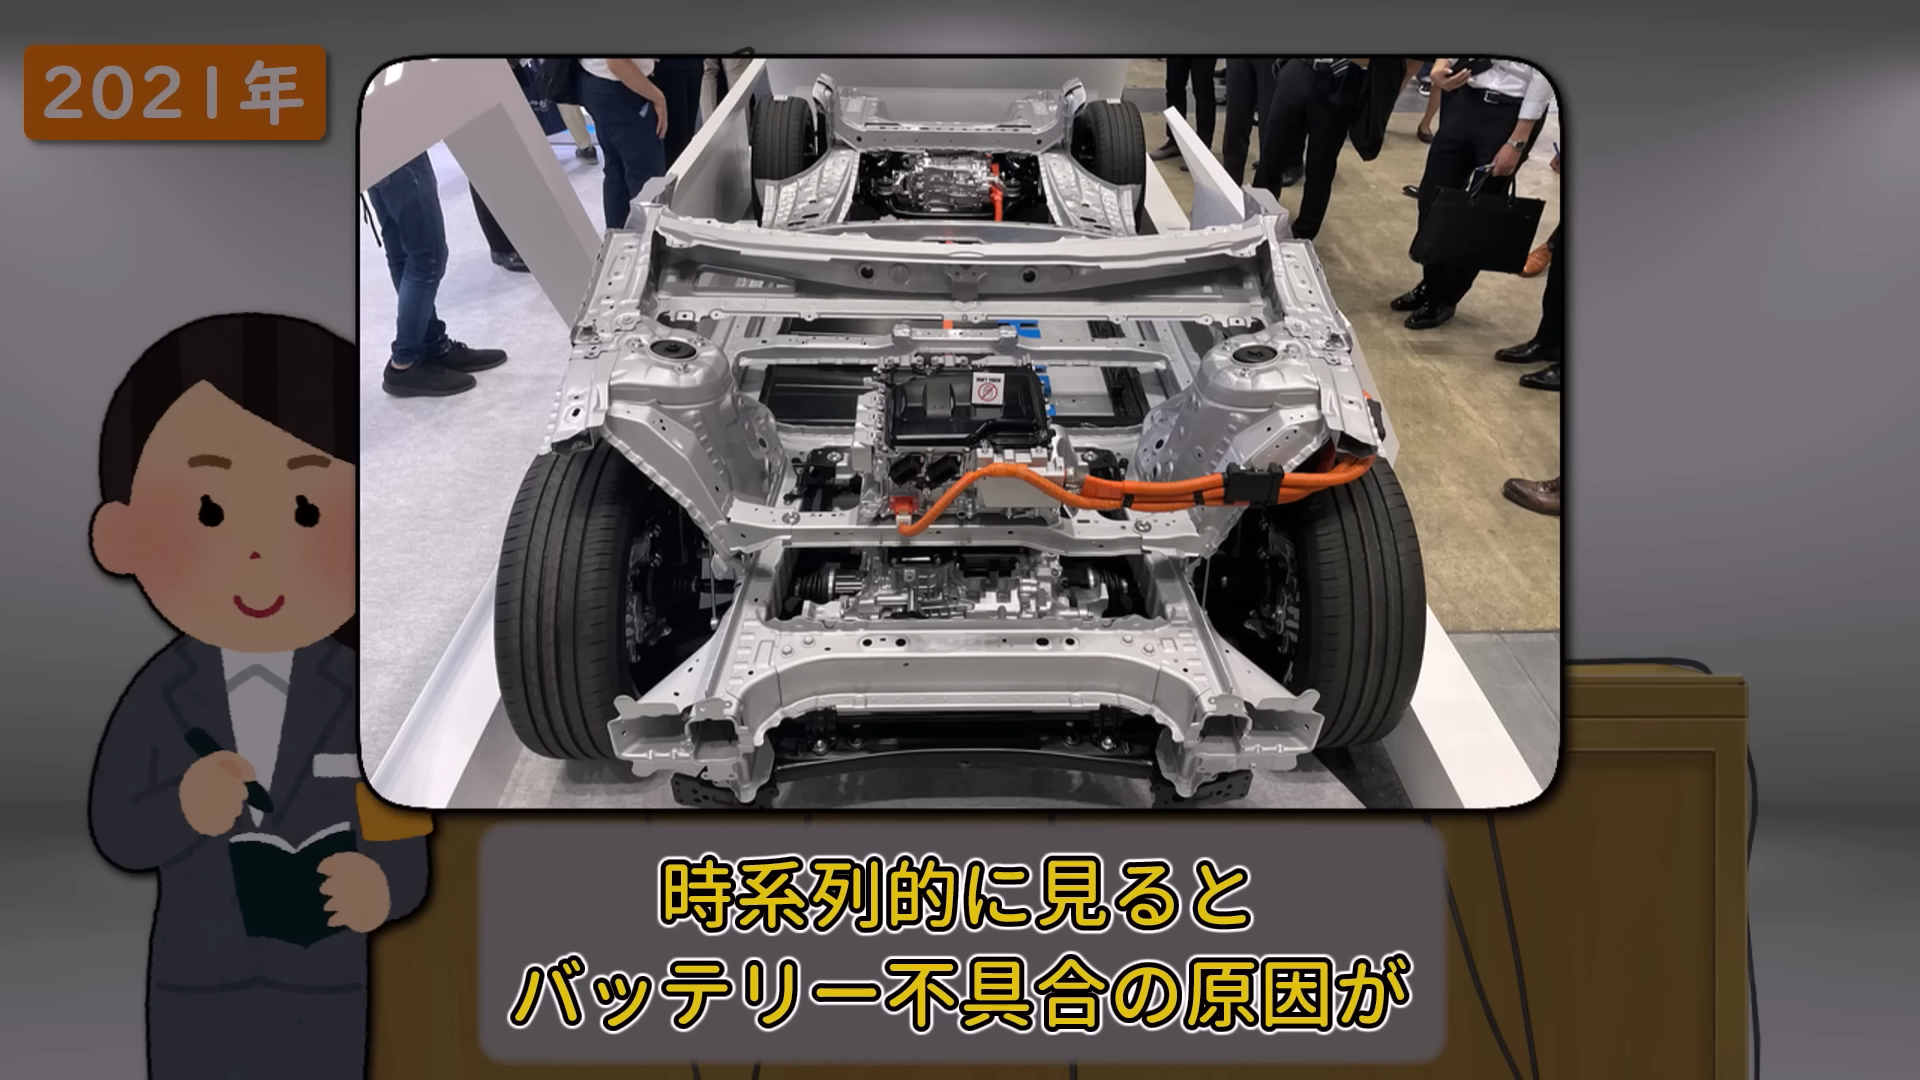 2021年
時系列的に見ると
バッテリー不具合の原因が